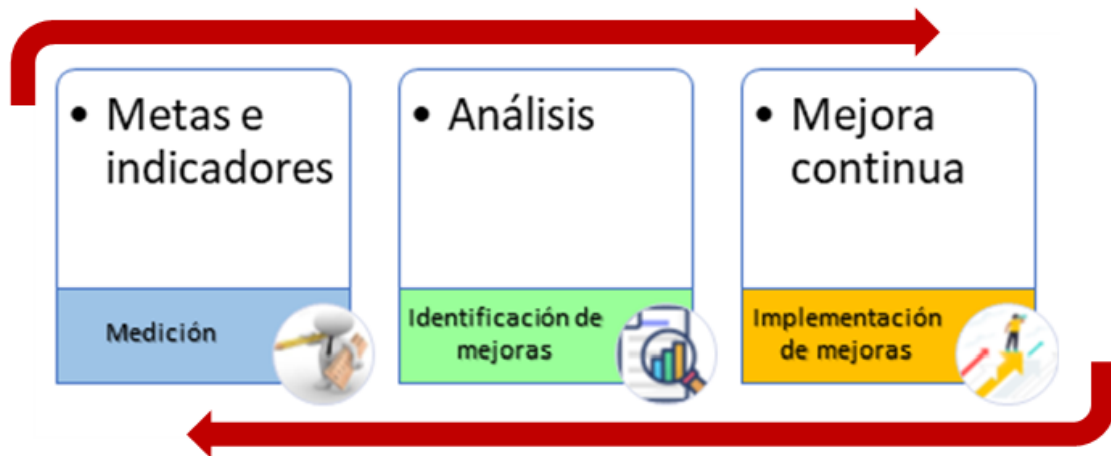 • Metas e
indicadores
Medición
• Análisis
Identificación de
mejoras
• Mejora
continua
Implementación
de mejoras